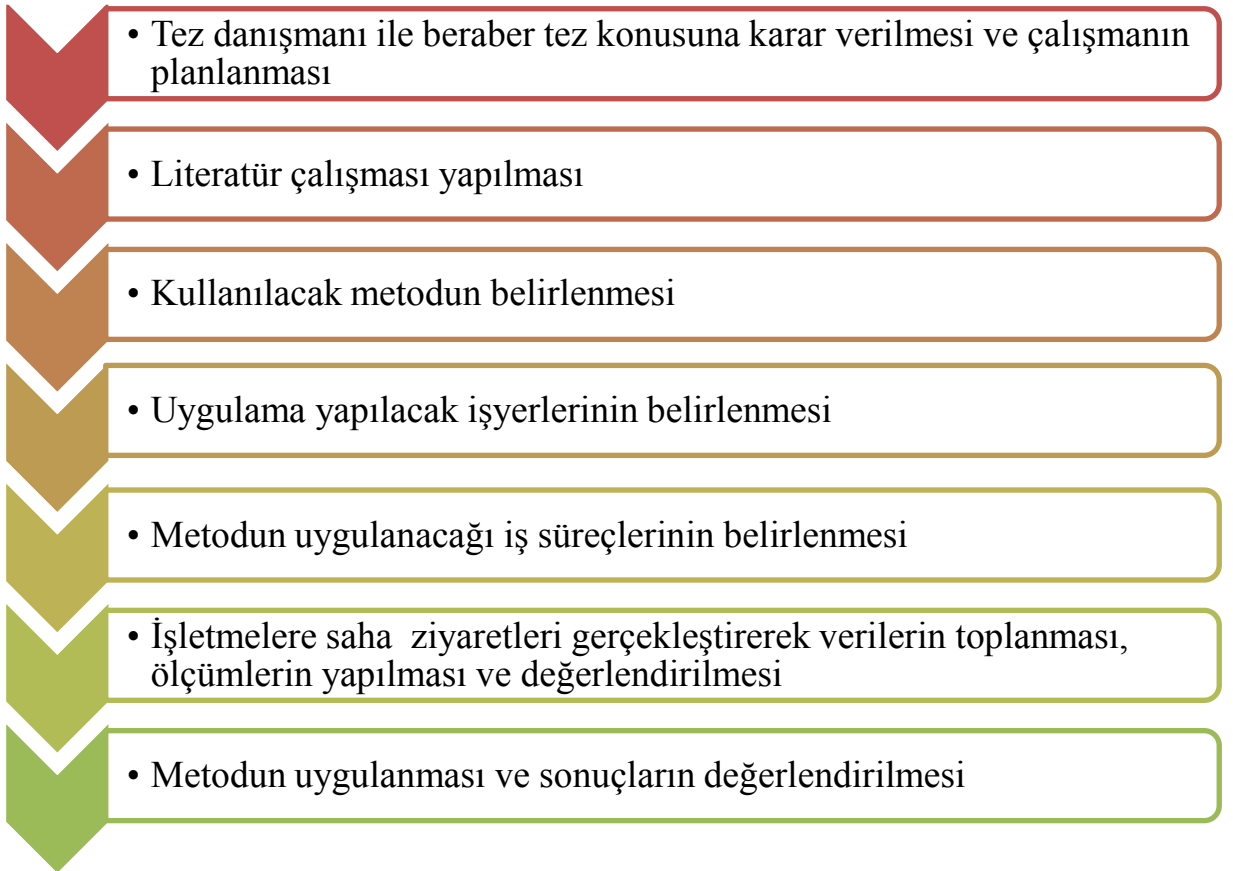 • Tez danışmanı ile beraber tez konusuna karar verilmesi ve çalışmanın
planlanması
• Literatür çalışması yapılması
• Kullanılacak metodun belirlenmesi
• Uygulama yapılacak işyerlerinin belirlenmesi
• Metodun uygulanacağı iş süreçlerinin belirlenmesi
• İşletmelere saha ziyaretleri gerçekleştirerek verilerin toplanması,
ölçümlerin yapılması ve değerlendirilmesi
• Metodun uygulanması ve sonuçların değerlendirilmesi